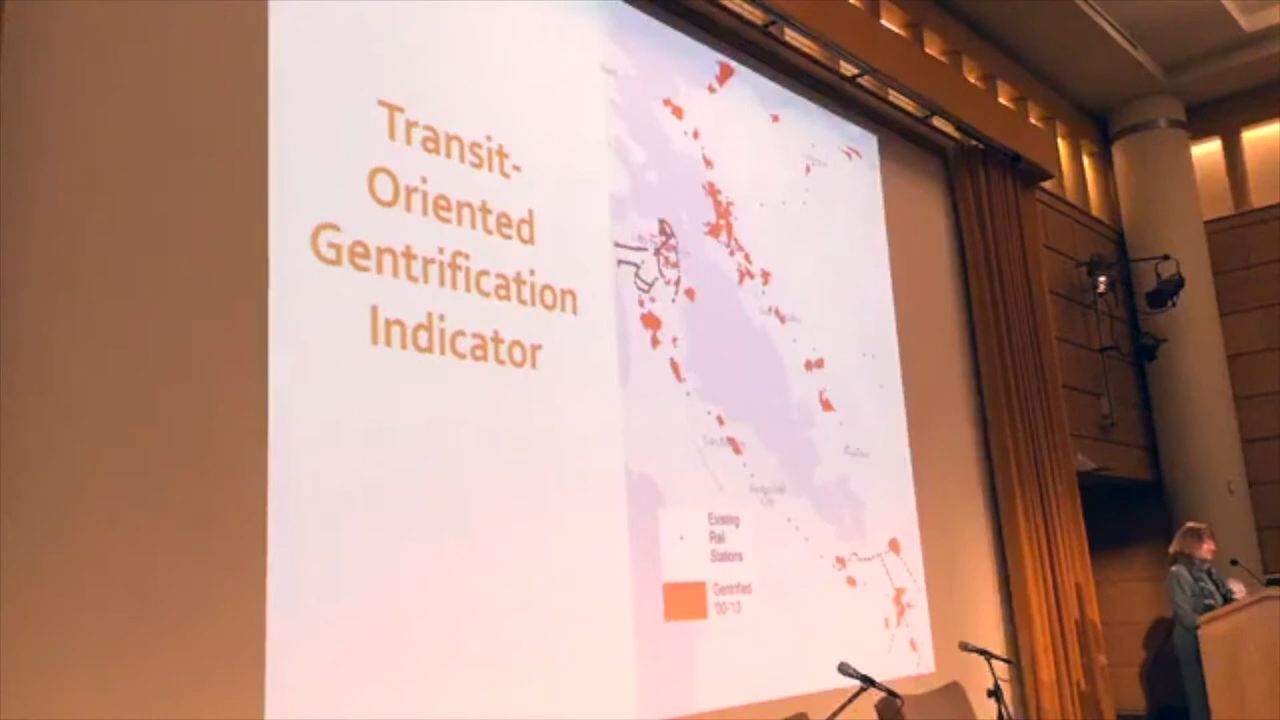 Transit-
Oriented
Gentrification
Indicator
Existing
Rail
Stations
Gentrified
'00-'13